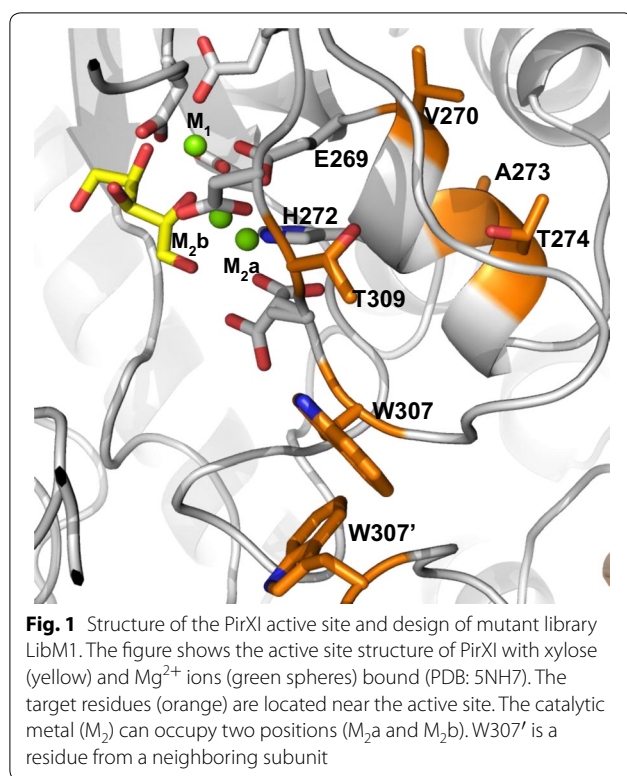 V270
M₁
E269
A273
H272
T274
M₂b
M₂a
T309
W307
W307’
Fig. 1 Structure of the PirXI active site and design of mutant library
LibM1. The figure shows the active site structure of PirXI with xylose
(yellow) and Mg²⁺ ions (green spheres) bound (PDB: 5NH7). The
target residues (orange) are located near the active site. The catalytic
metal (M₂) can occupy two positions (M₂a and M₂b). W307′ is a
residue from a neighboring subunit